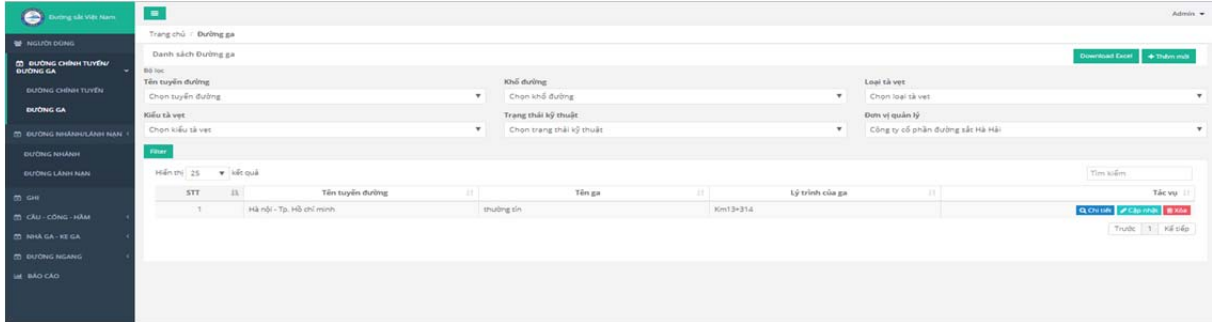 Đường sắt Việt Nam
Admin
NGƯỜI DÙNG
ĐƯỜNG CHÍNH TUYẾN/
ĐƯỜNG GA
ĐƯỜNG CHÍNH TUYẾN
ĐƯỜNG GA
ĐƯỜNG NHÁNH/LÁNH NẠN
ĐƯỜNG NHÁNH
ĐƯỜNG LÁNH NẠN
GHI
CẦU - CỐNG - HẦM
NHÀ GA - KE GA
ĐƯỜNG NGANG
BÁO CÁO
Trang chủ / Đường ga
Danh sách Đường ga
Download Excel + Thêm mới
Bộ lọc
Tên tuyến đường Khổ đường Loại tà vẹt
Chọn tuyến đường Chọn khổ đường Chọn loại tà vẹt
Kiểu tà vẹt Trạng thái kỹ thuật Đơn vị quản lý
Chọn kiểu tà vẹt Chọn trạng thái kỹ thuật Công ty cổ phần đường sắt Hà Hải
Filter
Hiển thị 25 kết quả Tìm kiếm
STT Tên tuyến đường Tên ga Lý trình của ga Tác vụ
1 Hà nội - Tp. Hồ chí minh thường tín Km13+314 Chi tiết Cập nhật Xóa
Trước 1 Kế tiếp